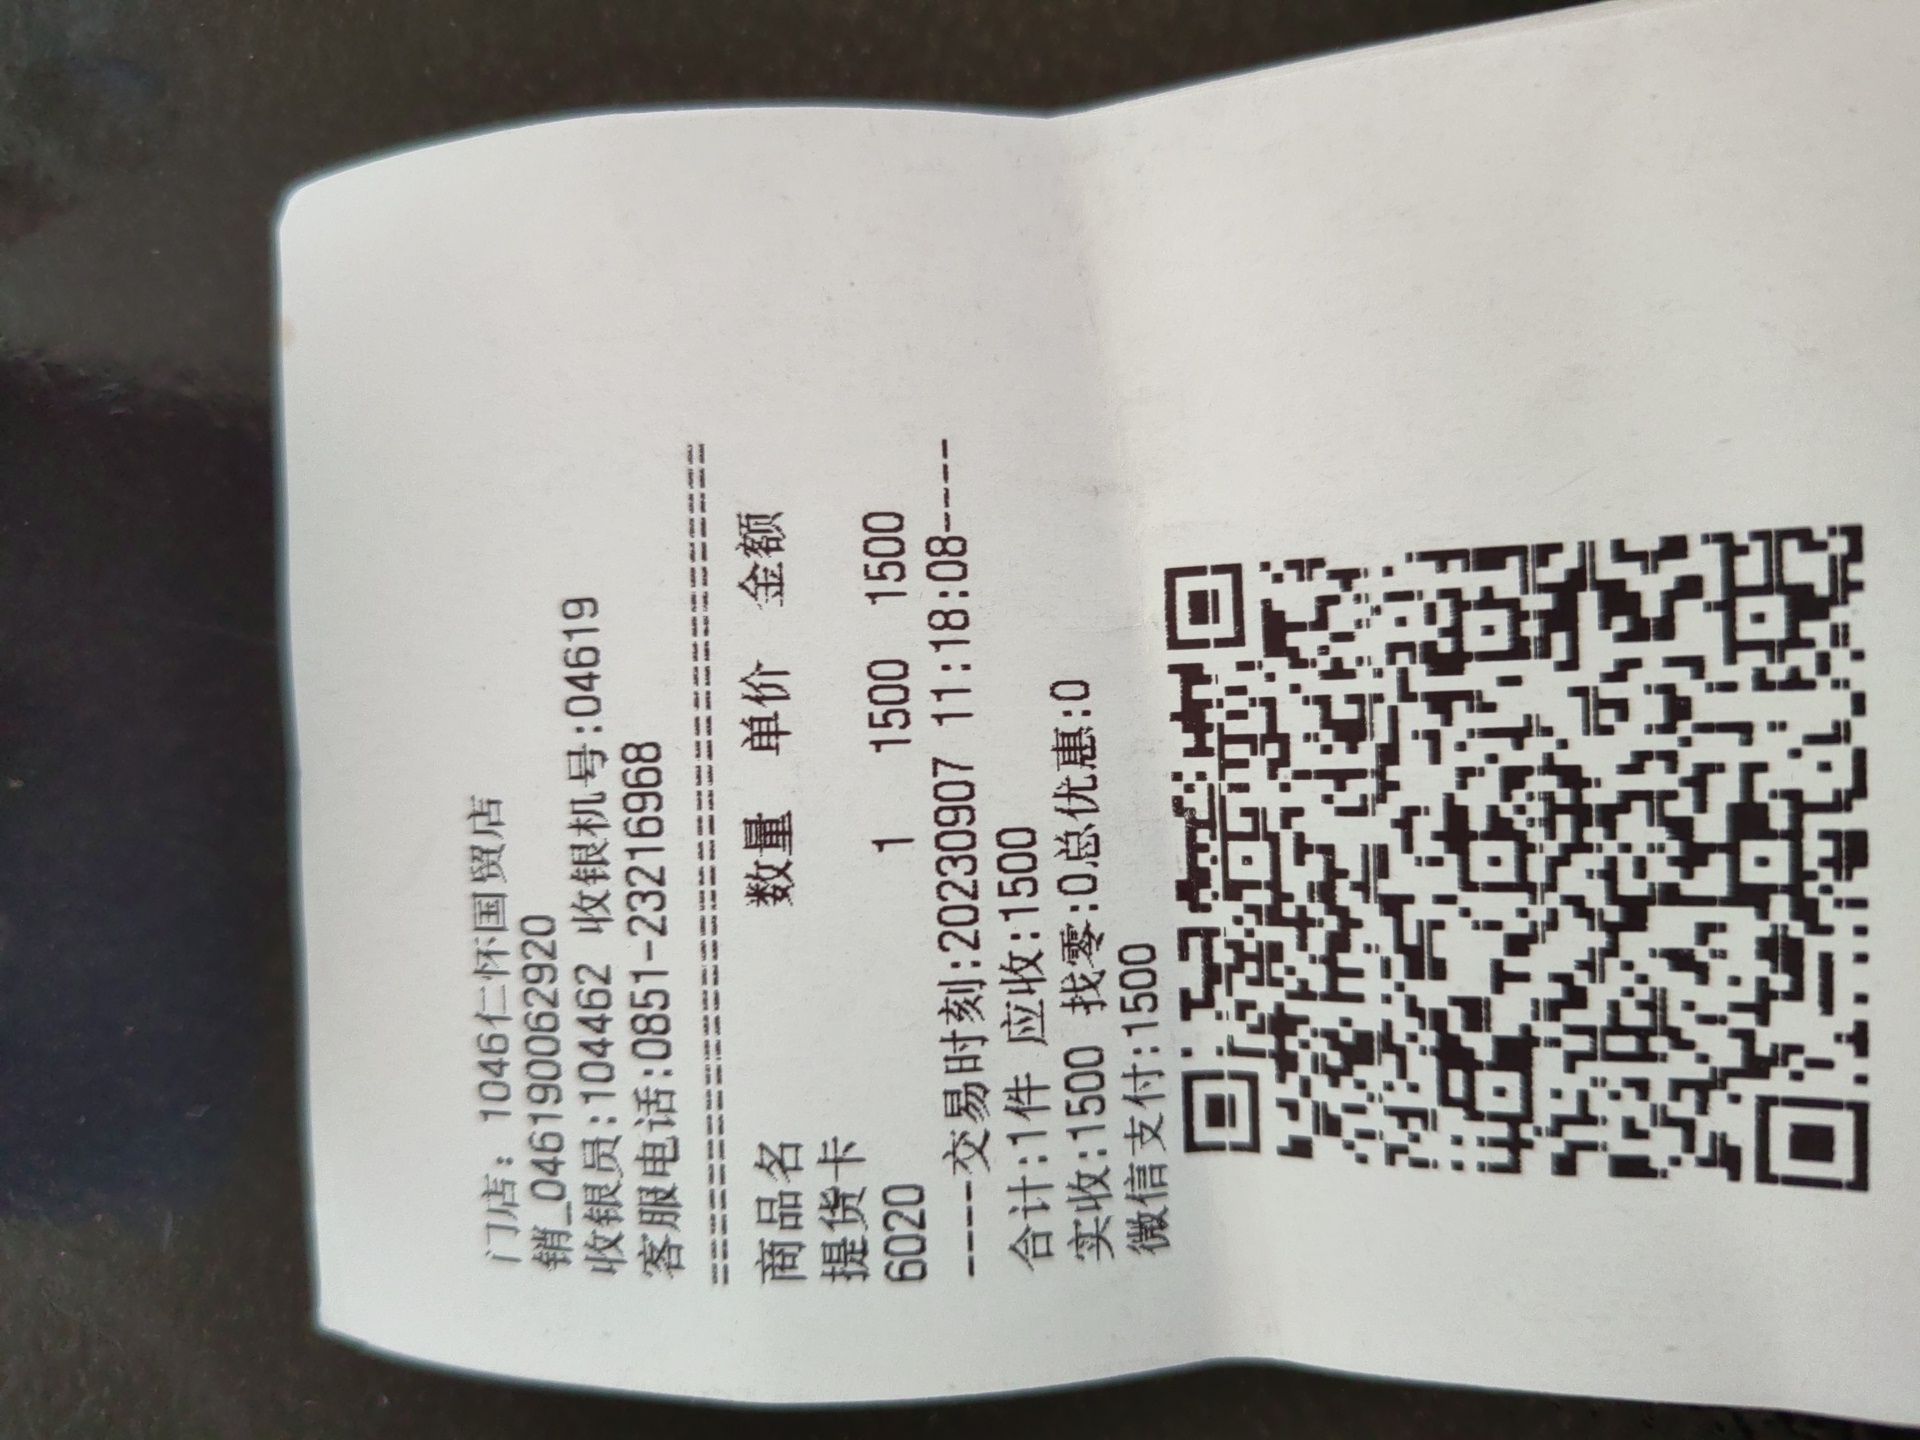 门店: 1046仁怀国贸店
销_046190062920
收银员:104462 收银机号:04619
客服电话:0851-23216968
================================
商品名 数量 单价 金额
提货卡
6020 1 1500 1500
----交易时刻:20230907 11:18:08----
合计:1件 应收:1500
实收:1500 找零:0总优惠:0
微信支付:1500